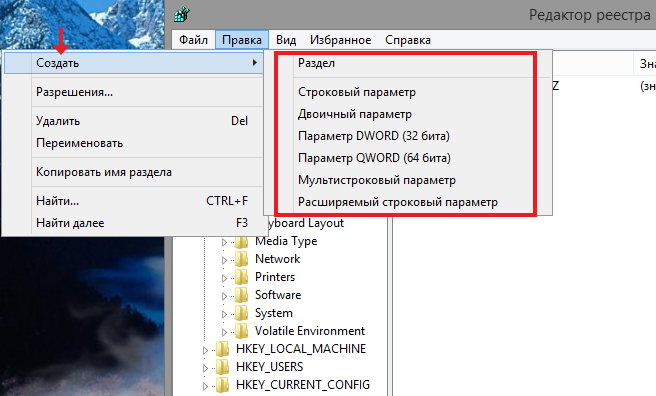 Редактор реестра
Файл Правка Вид Избранное Справка
Создать
Разрешения...
Удалить Del
Переименовать
Копировать имя раздела
Найти... CTRL+F
Найти далее F3
Раздел
Строковый параметр
Двоичный параметр
Параметр DWORD (32 бита)
Параметр QWORD (64 бита)
Мультистроковый параметр
Расширяемый строковый параметр
Зна
Z (зн
yboard Layout
Media Type
Network
Printers
Software
System
Volatile Environment
HKEY_LOCAL_MACHINE
HKEY_USERS
HKEY_CURRENT_CONFIG